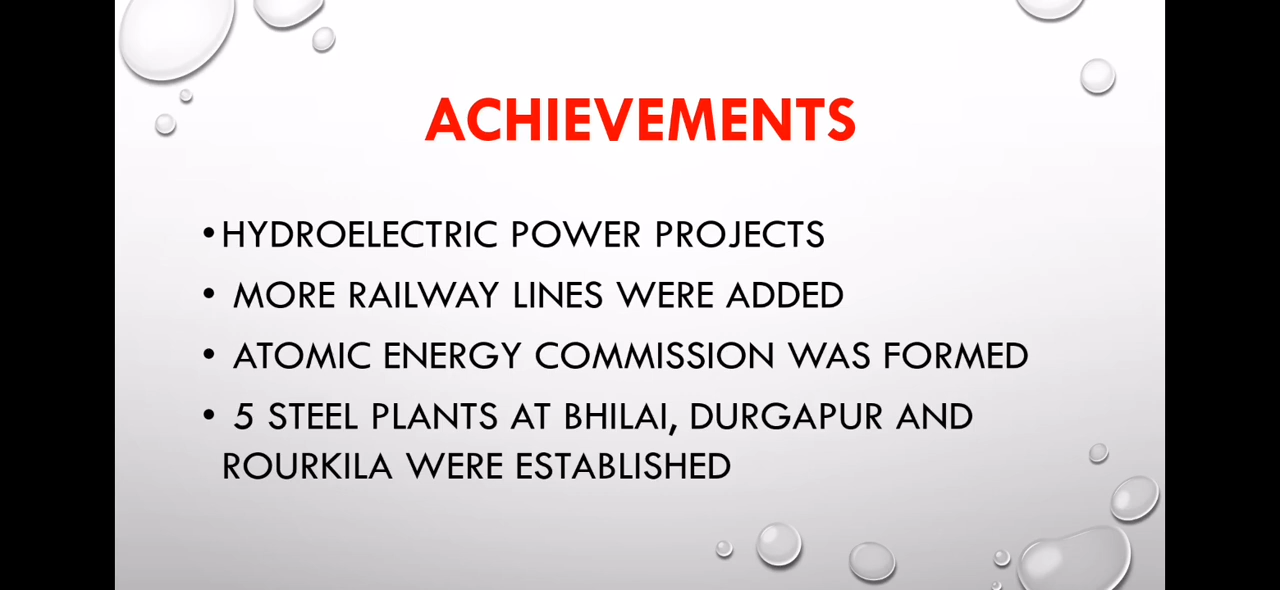 ACHIEVEMENTS
•HYDROELECTRIC POWER PROJECTS
• MORE RAILWAY LINES WERE ADDED
• ATOMIC ENERGY COMMISSION WAS FORMED
• 5 STEEL PLANTS AT BHILAI, DURGAPUR AND
ROURKILA WERE ESTABLISHED